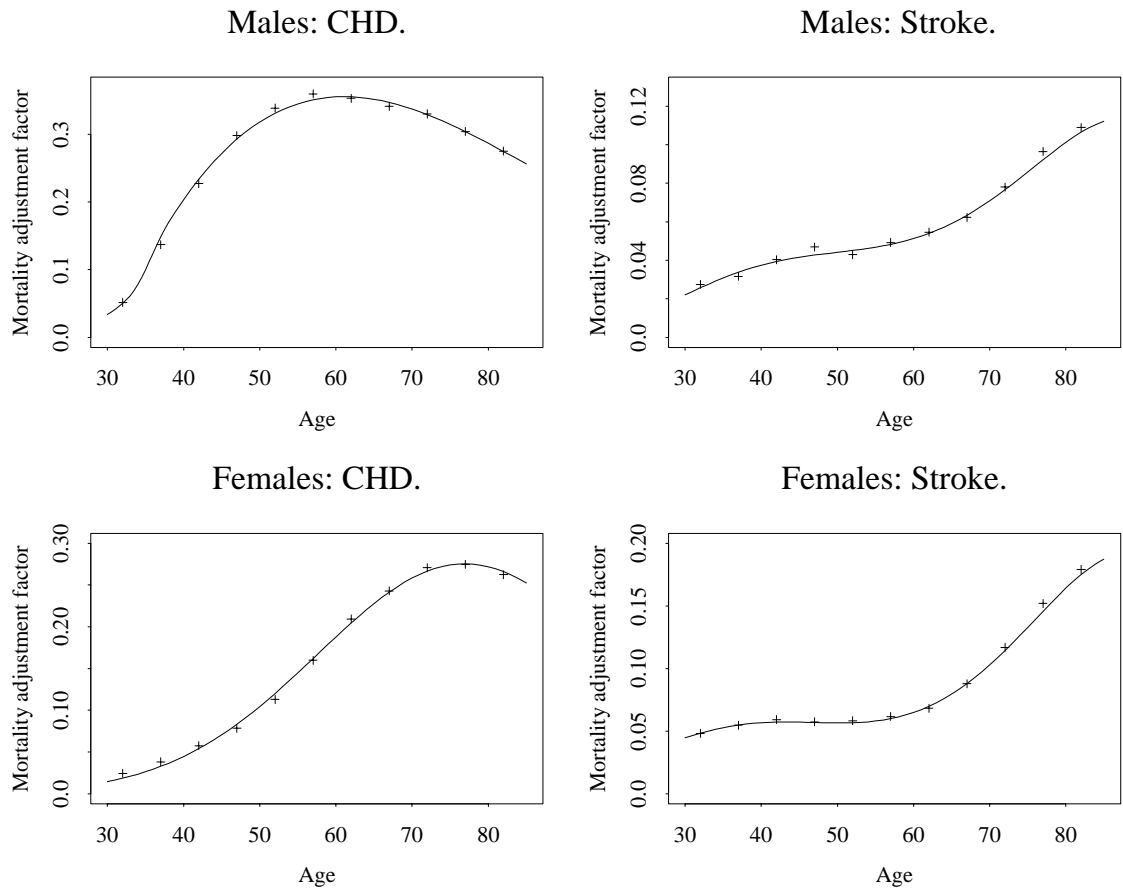 Males: CHD.
Mortality adjustment factor
0.0 0.1 0.2 0.3
30 40 50 60 70 80
Age
Males: Stroke.
Mortality adjustment factor
0.0 0.04 0.08 0.12
30 40 50 60 70 80
Age
Females: CHD.
Mortality adjustment factor
0.0 0.10 0.20 0.30
30 40 50 60 70 80
Age
Females: Stroke.
Mortality adjustment factor
0.0 0.05 0.10 0.15 0.20
30 40 50 60 70 80
Age